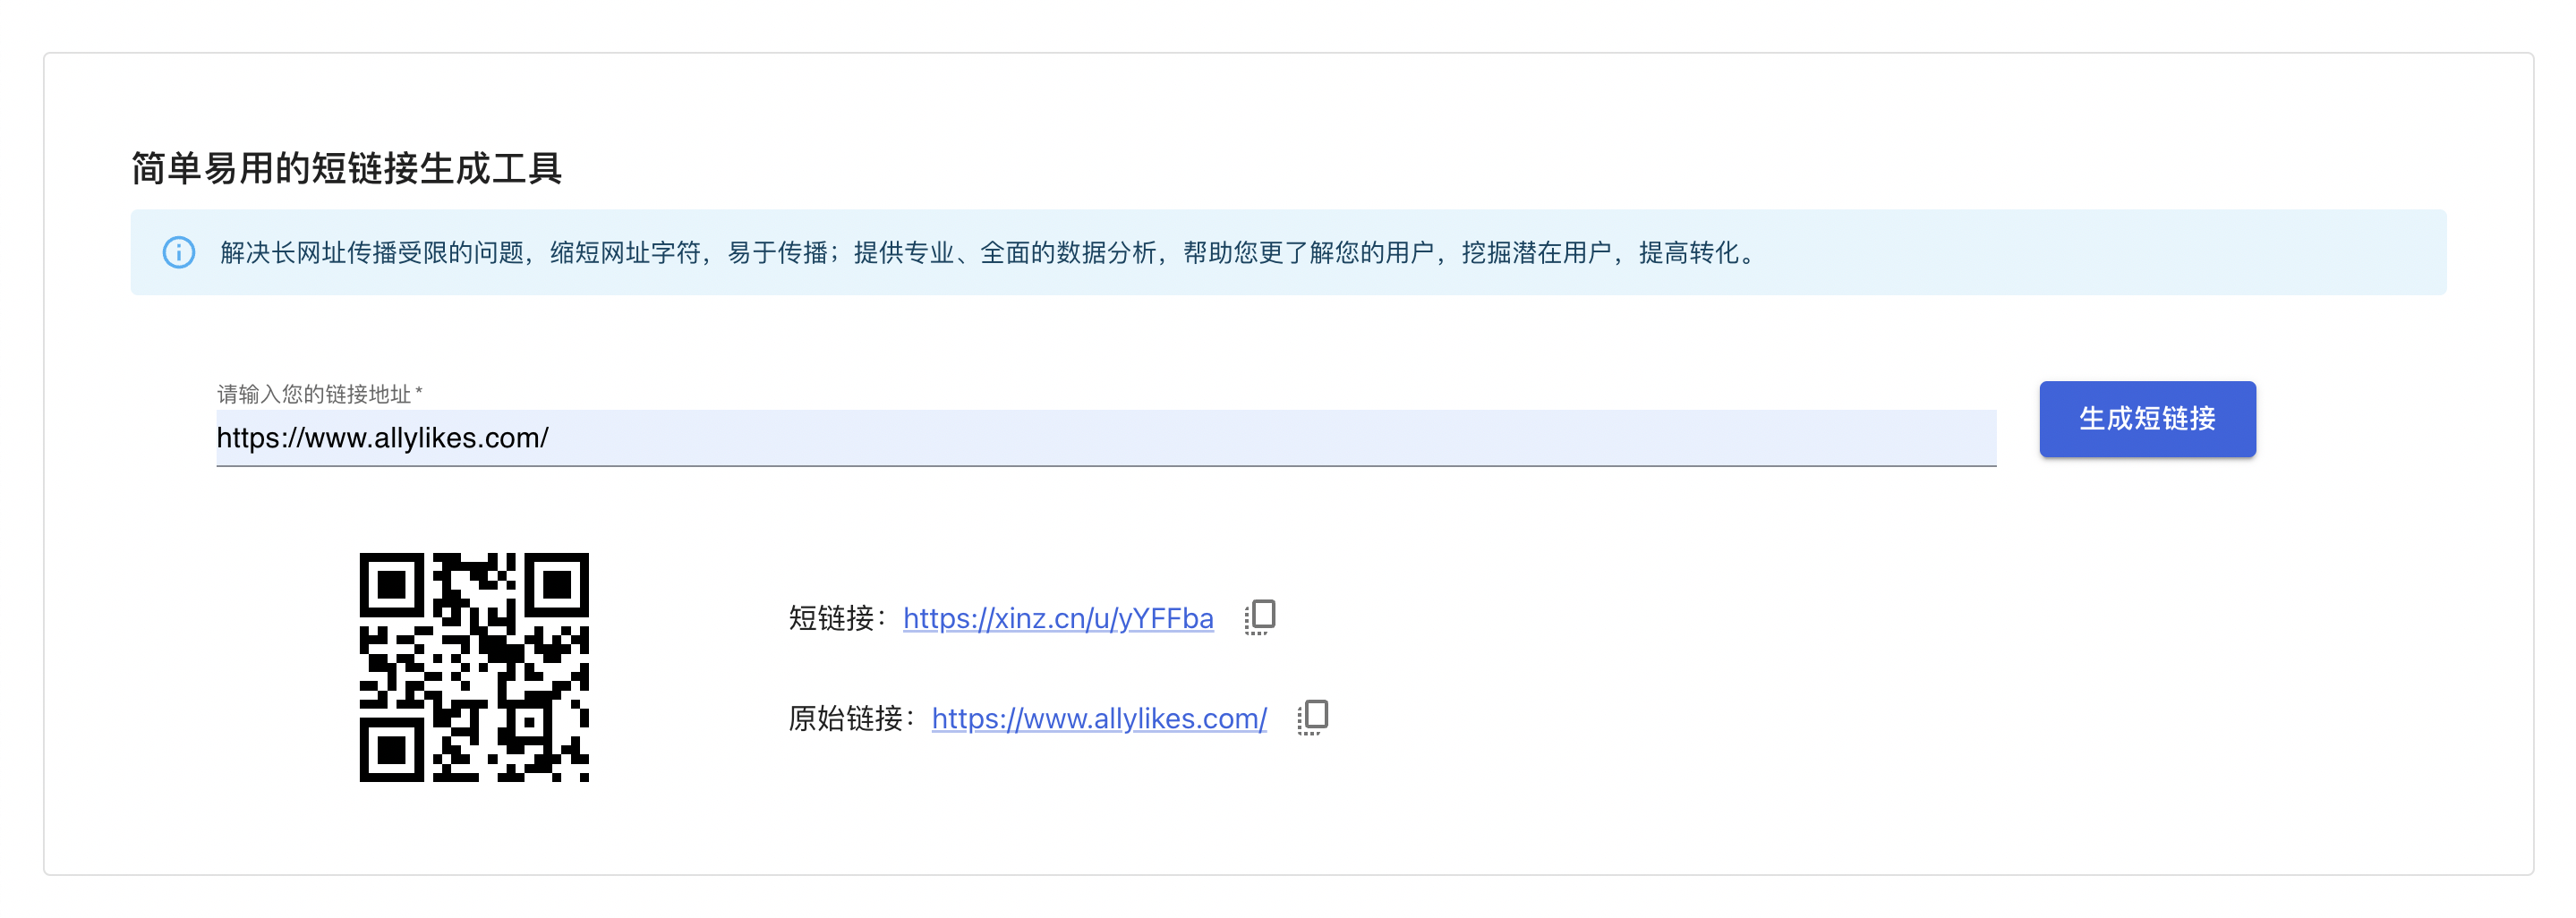 简单易用的短链接生成工具
解决长网址传播受限的问题，缩短网址字符，易于传播；提供专业、全面的数据分析，帮助您更了解您的用户，挖掘潜在用户，提高转化。
请输入您的链接地址 *
https://www.allylikes.com/
生成短链接
短链接： https://xinz.cn/u/yYFFba
原始链接： https://www.allylikes.com/